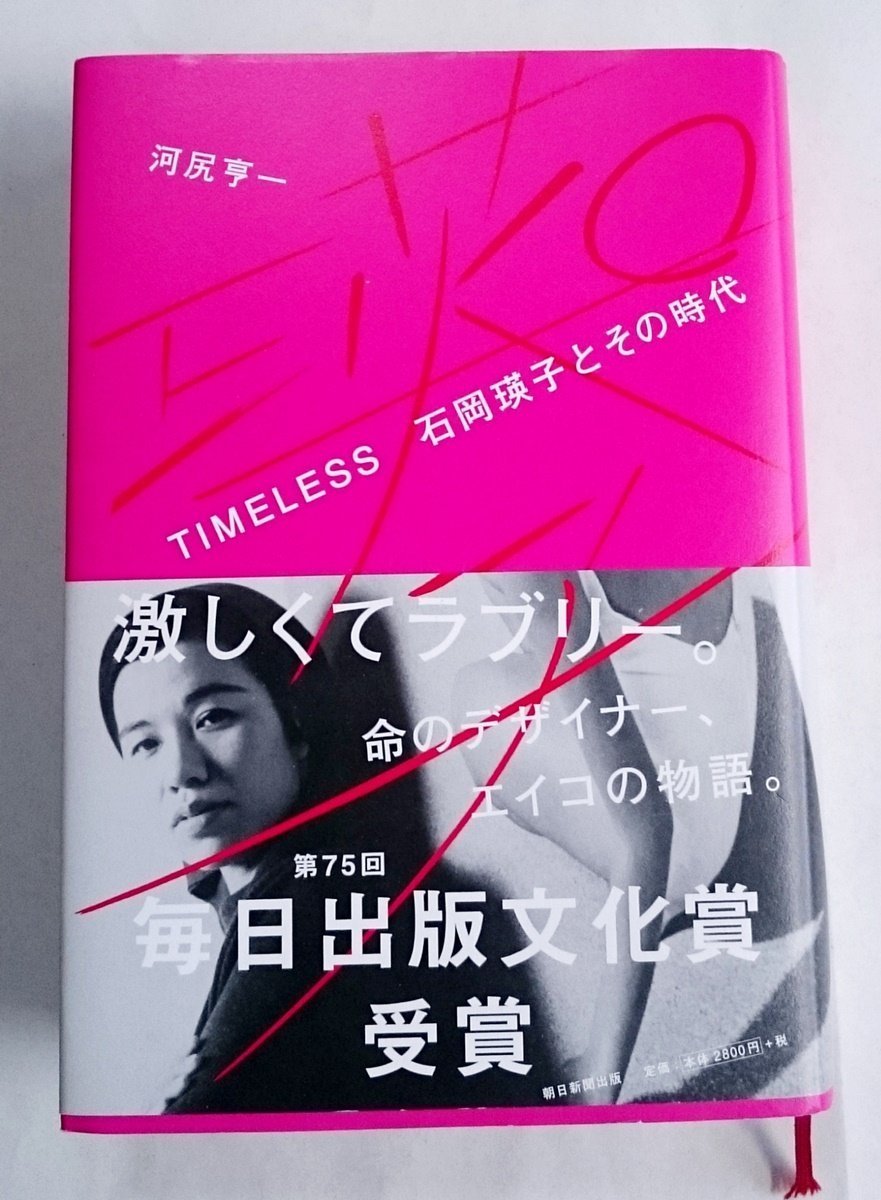 河尻亨一
EIKO
TIMELESS 石岡瑛子とその時代
激しくてラブリー。
命のデザイナー、
エイコの物語。
第75回
毎日出版文化賞
受賞
朝日新聞出版 定価:本体2800円+税